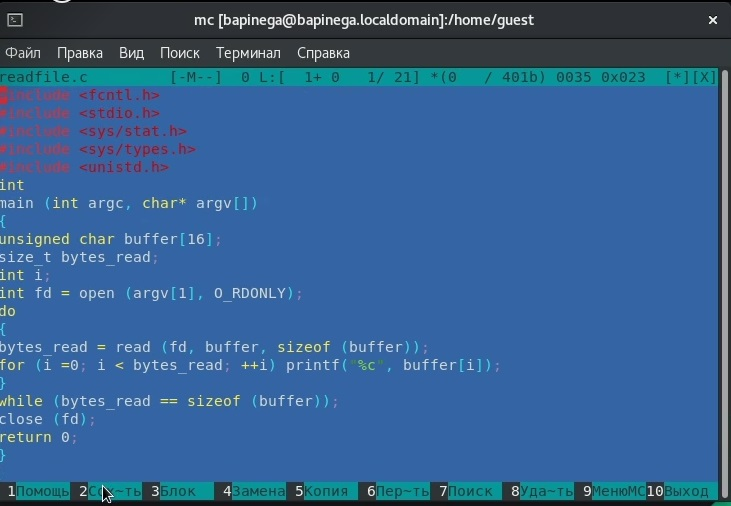 mc [bapinega@bapinega.localdomain]:/home/guest
Файл Правка Вид Поиск Терминал Справка
readfile.c [-M--] 0 L:[ 1+ 0 1/ 21] *(0 / 401b) 0035 0x023 [*][X]
#include <fcntl.h>
#include <stdio.h>
#include <sys/stat.h>
#include <sys/types.h>
#include <unistd.h>
int
main (int argc, char* argv[])
{
unsigned char buffer[16];
size_t bytes_read;
int i;
int fd = open (argv[1], O_RDONLY);
do
{
bytes_read = read (fd, buffer, sizeof (buffer));
for (i =0; i < bytes_read; ++i) printf("%c", buffer[i]);
}
while (bytes_read == sizeof (buffer));
close (fd);
return 0;
}
1Помощь 2Сох~ть 3Блок 4Замена 5Копия 6Пер~ть 7Поиск 8Уда~ть 9МенюMC 10Выход